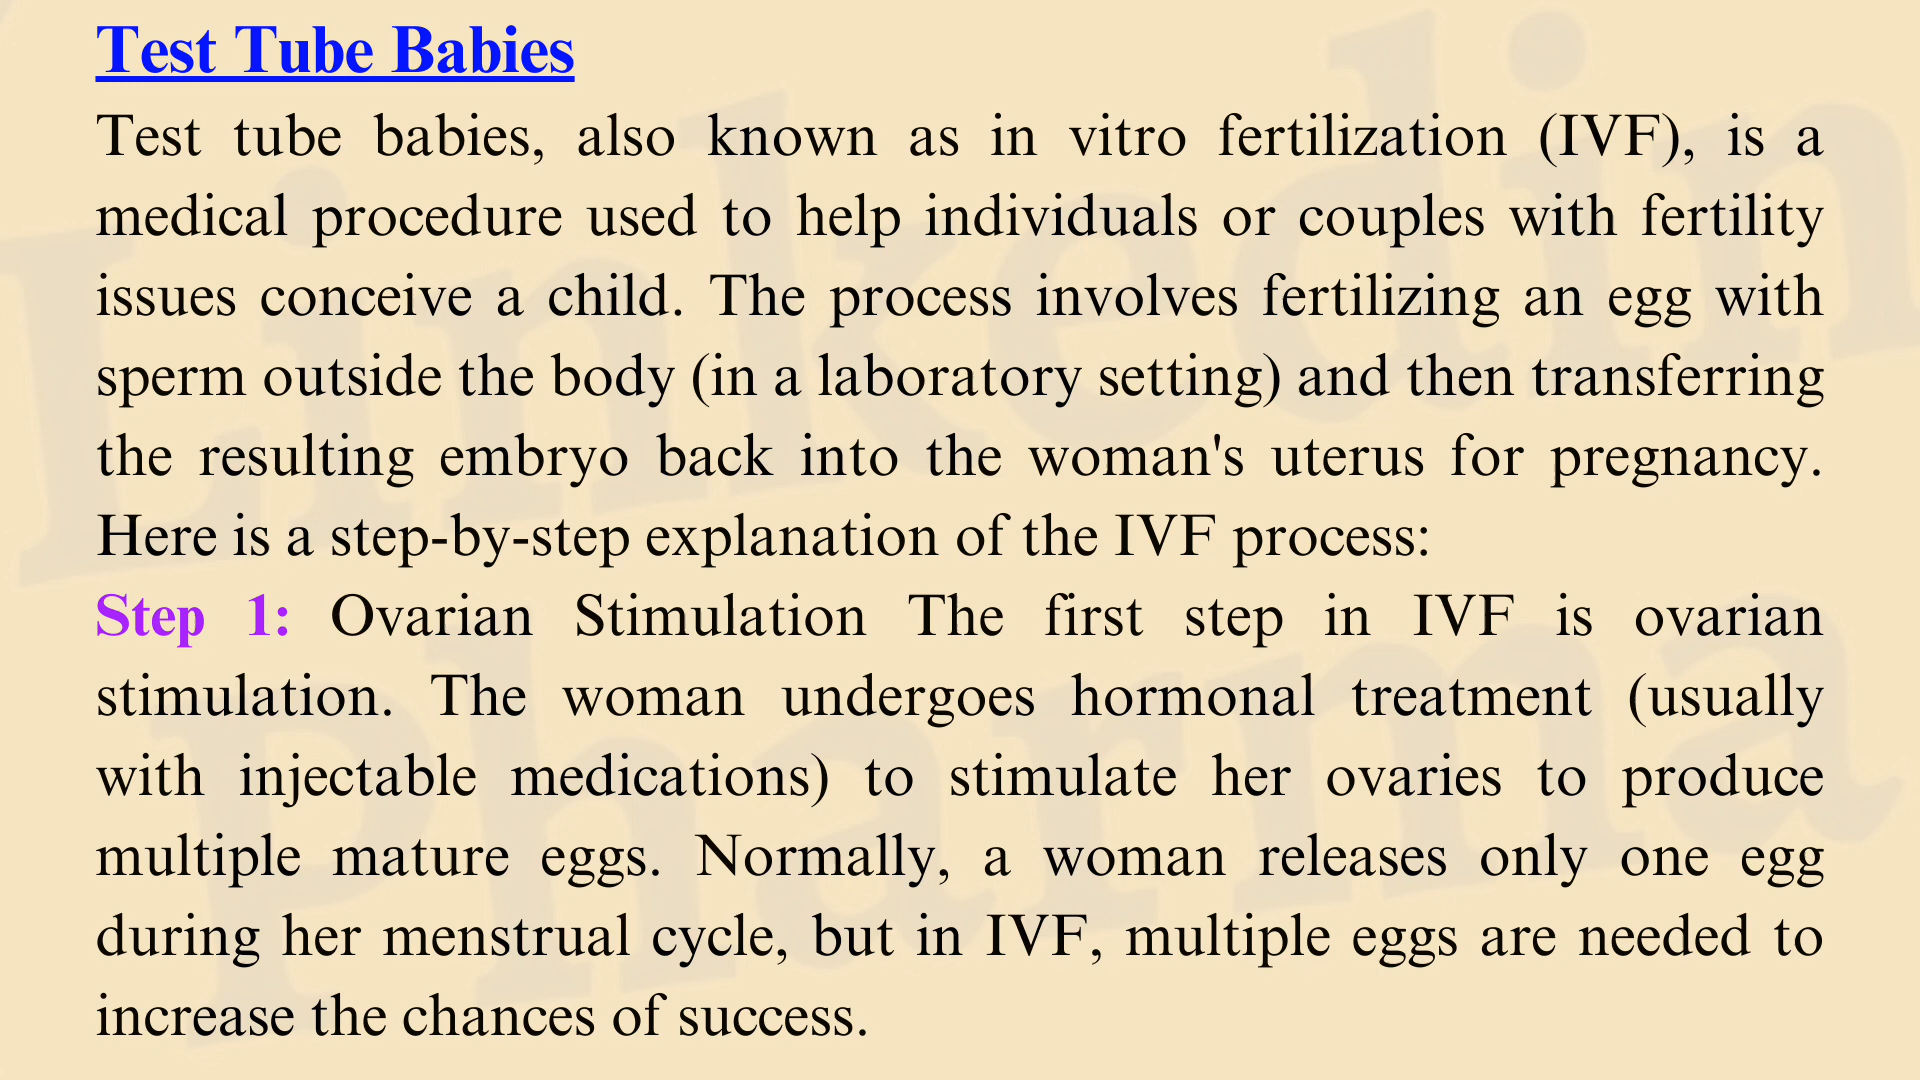 Test Tube Babies
Test tube babies, also known as in vitro fertilization (IVF), is a
medical procedure used to help individuals or couples with fertility
issues conceive a child. The process involves fertilizing an egg with
sperm outside the body (in a laboratory setting) and then transferring
the resulting embryo back into the woman's uterus for pregnancy.
Here is a step-by-step explanation of the IVF process:
Step 1: Ovarian Stimulation The first step in IVF is ovarian
stimulation. The woman undergoes hormonal treatment (usually
with injectable medications) to stimulate her ovaries to produce
multiple mature eggs. Normally, a woman releases only one egg
during her menstrual cycle, but in IVF, multiple eggs are needed to
increase the chances of success.
Linkedin
Pharma